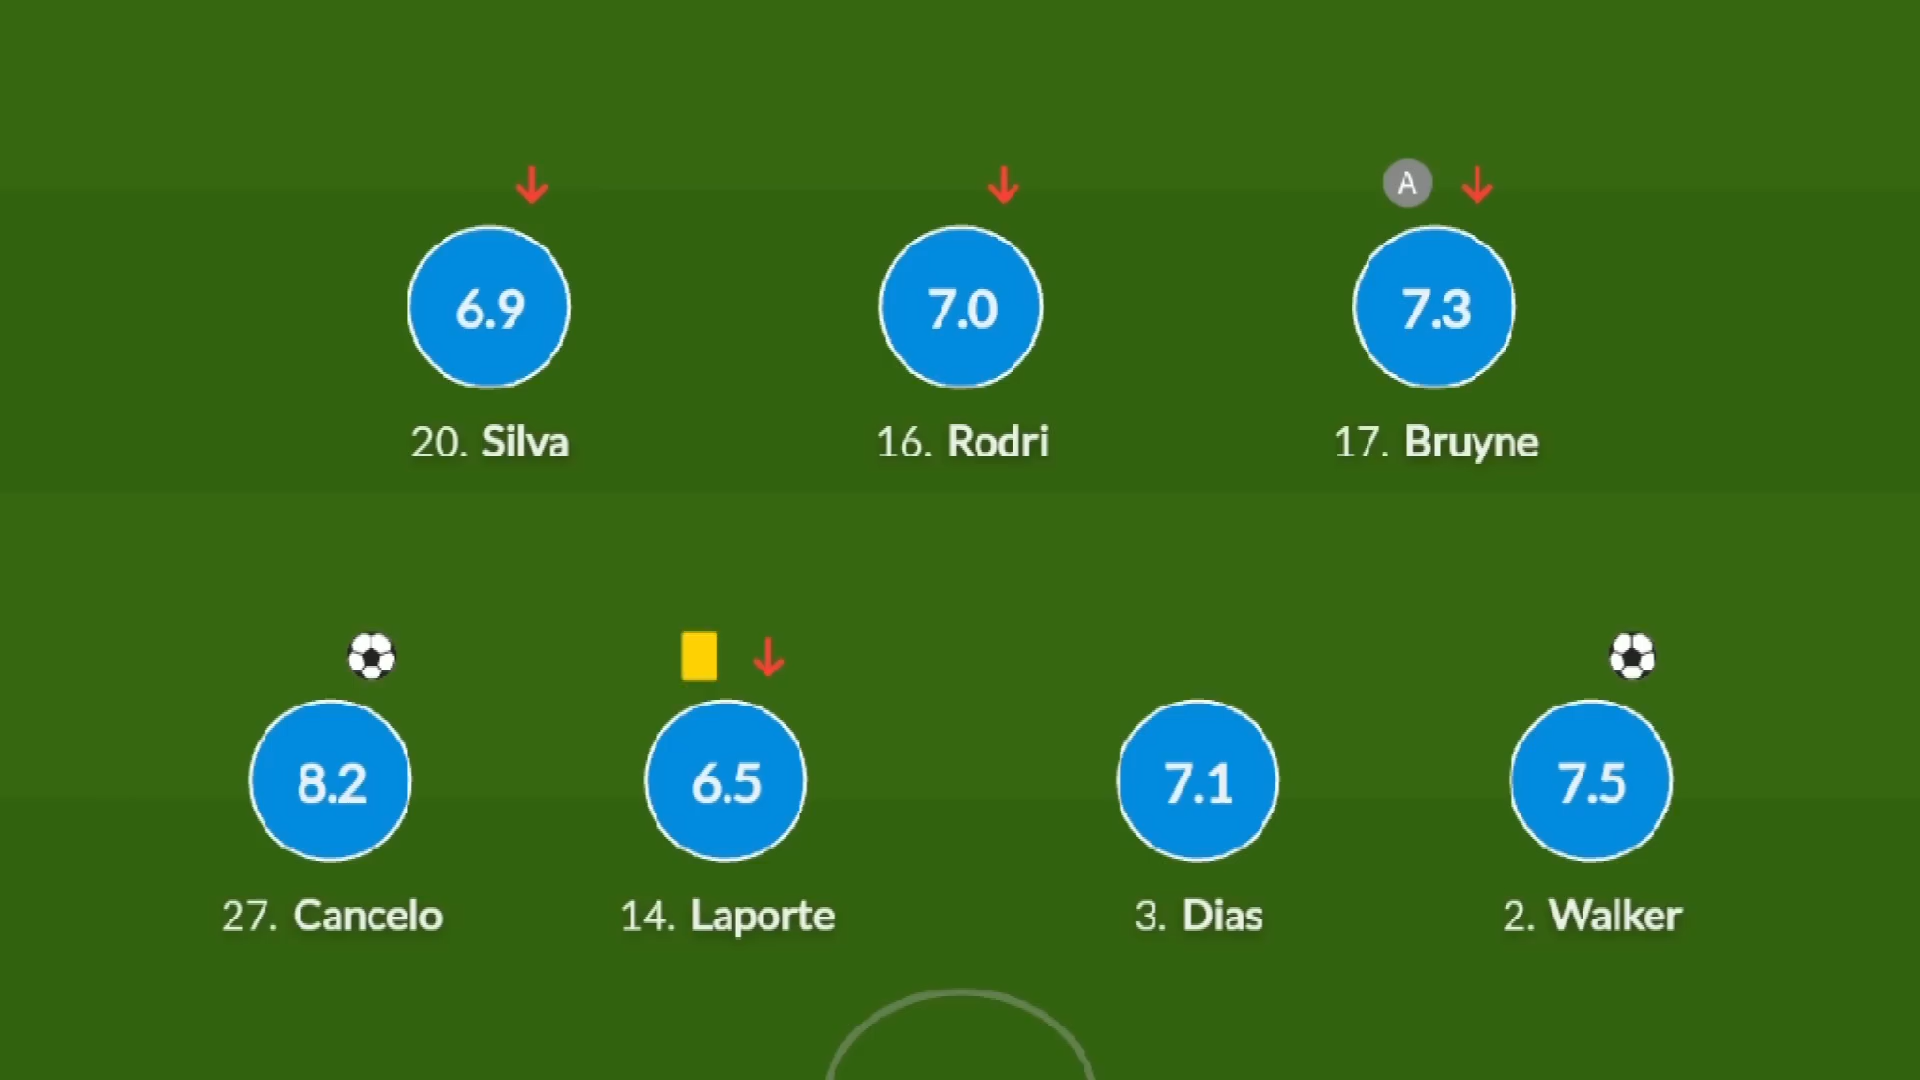 A
6.9 7.0 7.3
20. Silva 16. Rodri 17. Bruyne
8.2 6.5 7.1 7.5
27. Cancelo 14. Laporte 3. Dias 2. Walker